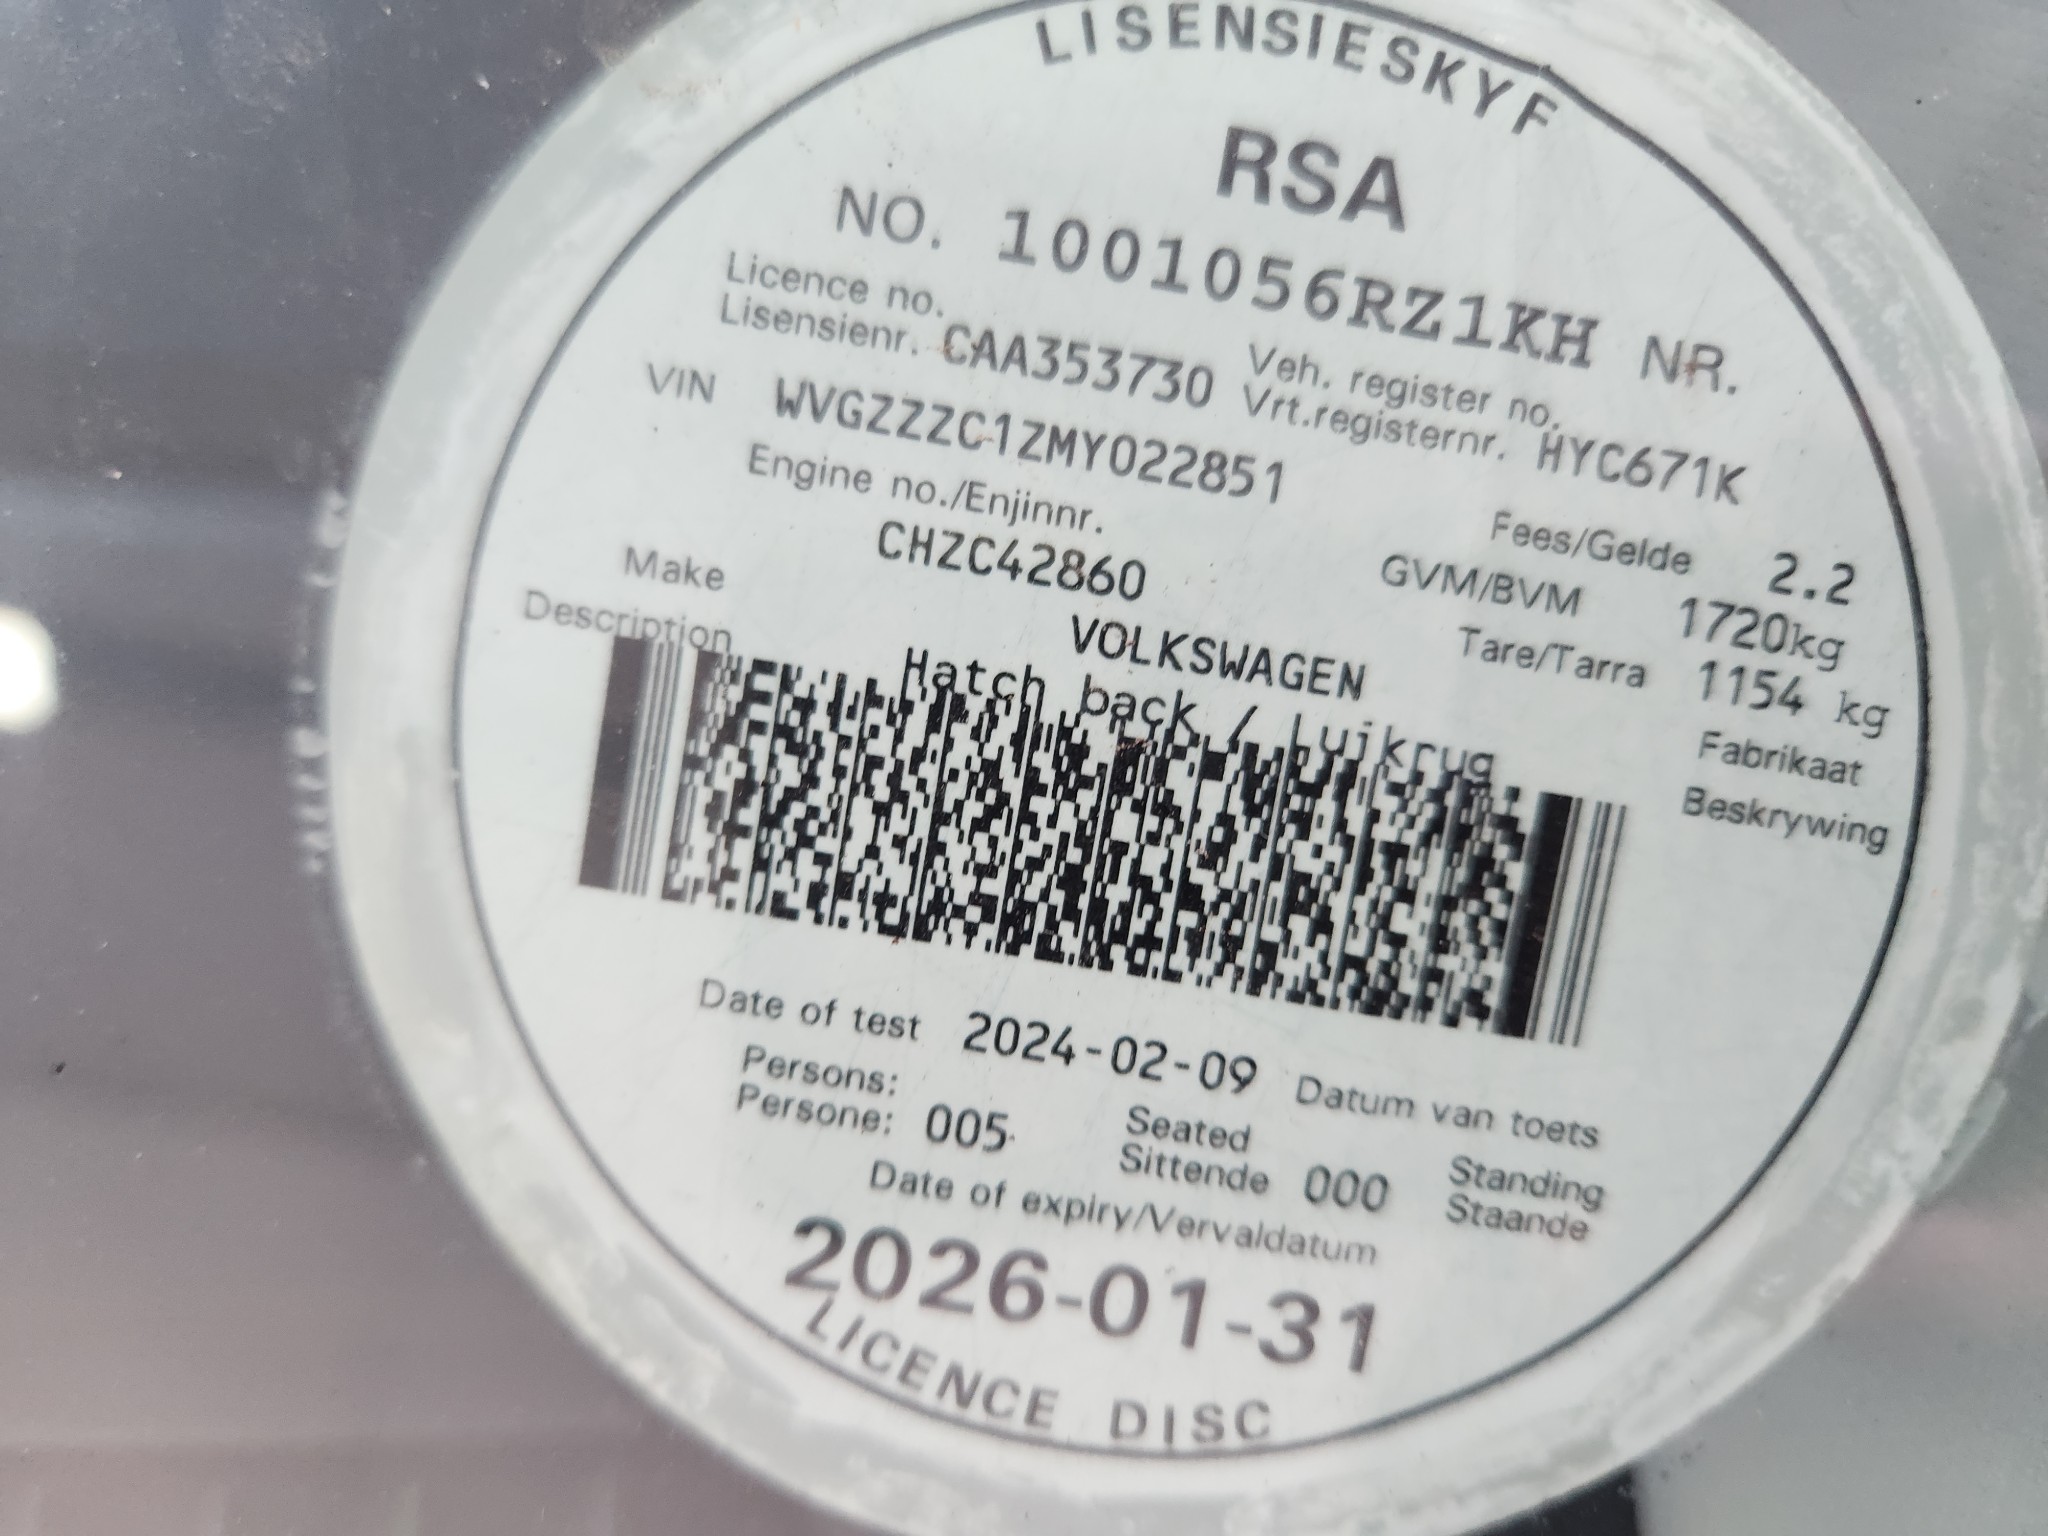 LISENSIESKYF
RSA
NO. 1001056RZ1KH NR.
Licence no.
Lisensienr. CAA353730
Veh. register no.
Vrt.registernr. HYC671K
VIN WVGZZZC1ZMY022851
Engine no./Enjinnr.
CHZC42860
Fees/Gelde 2.2
GVM/BVM 1720kg
Tare/Tarra 1154 kg
Make VOLKSWAGEN Fabrikaat
Description Hatch back / Luikrug Beskrywing
Date of test 2024-02-09 Datum van toets
Persons:
Persone: 005
Seated
Sittende 000
Standing
Staande
Date of expiry/Vervaldatum
2026-01-31
LICENCE DISC